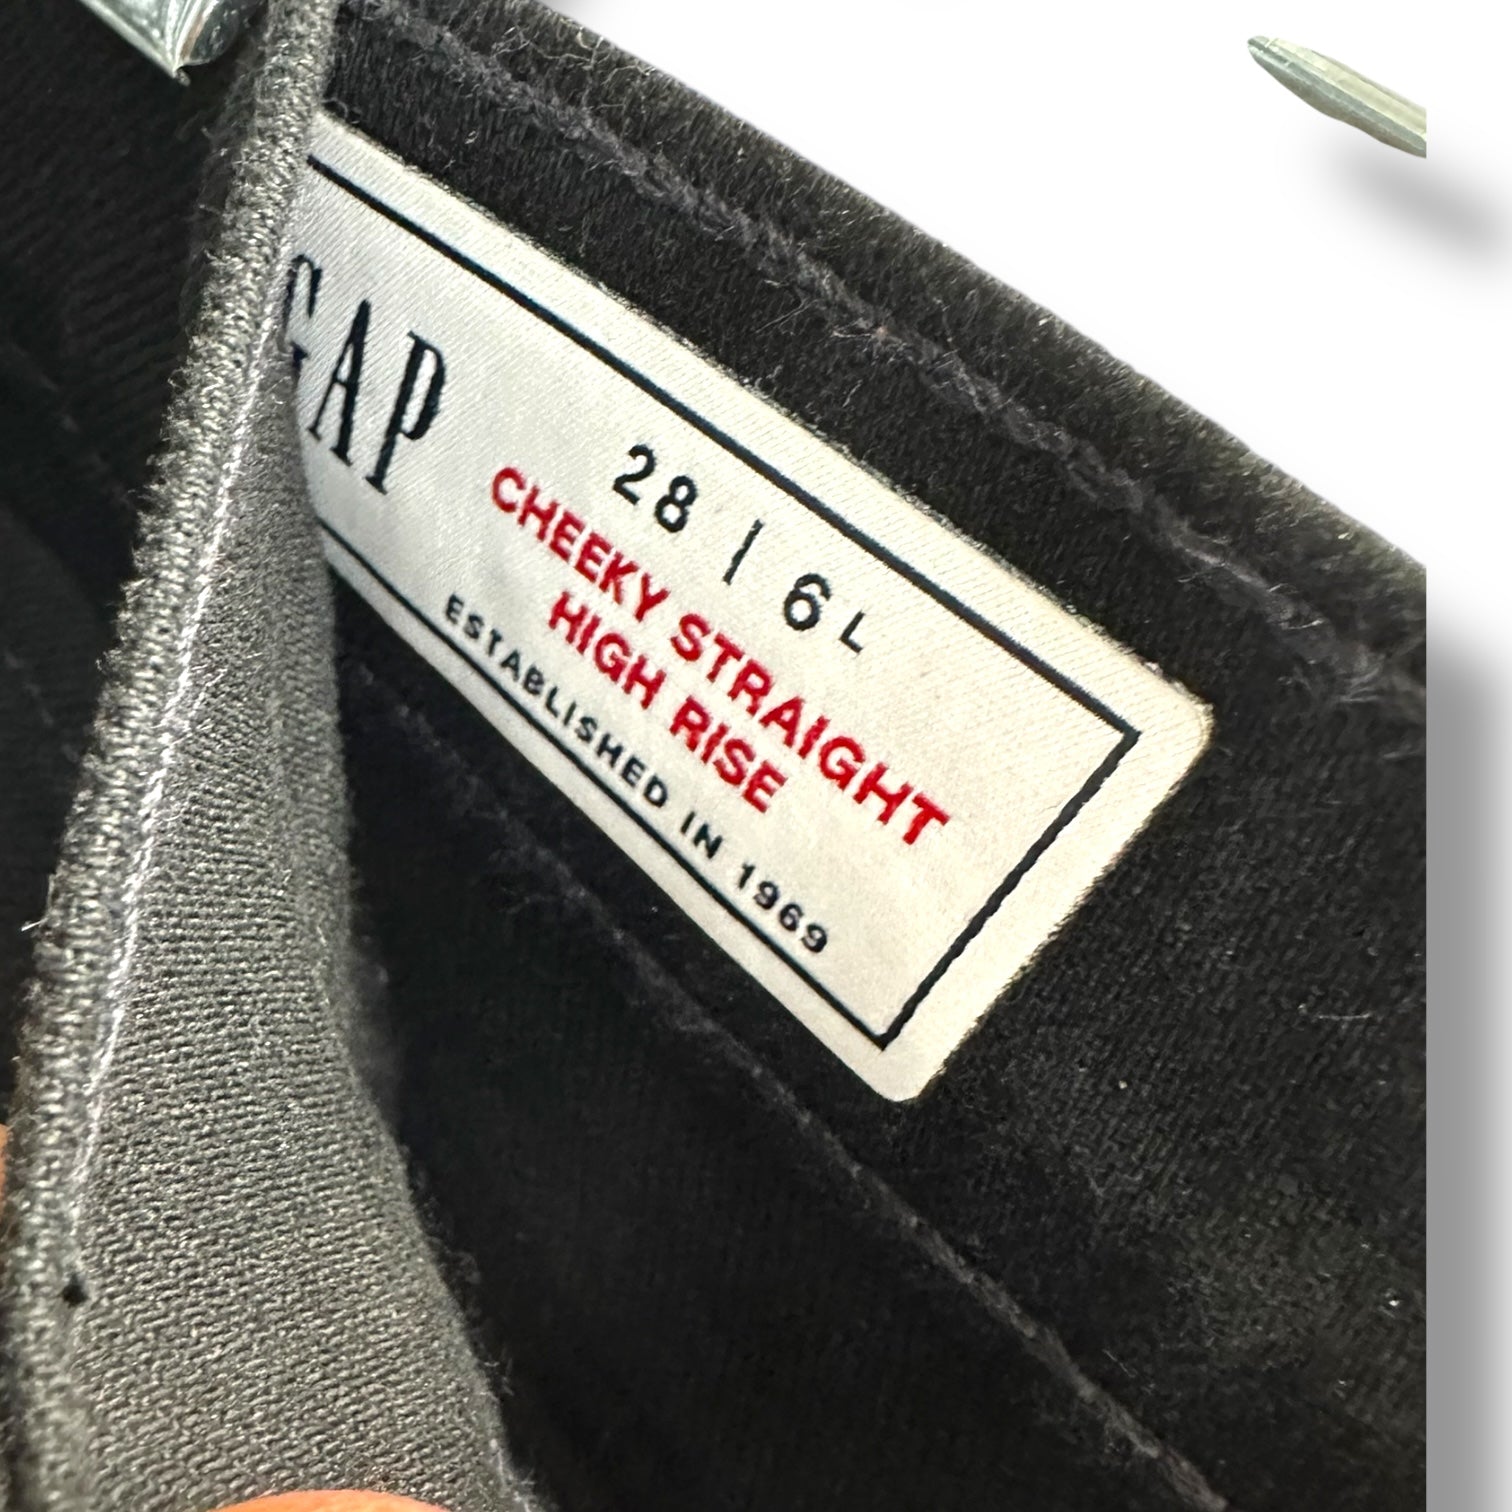 GAP
28 | 6L
CHEEKY STRAIGHT
HIGH RISE
ESTABLISHED IN 1969